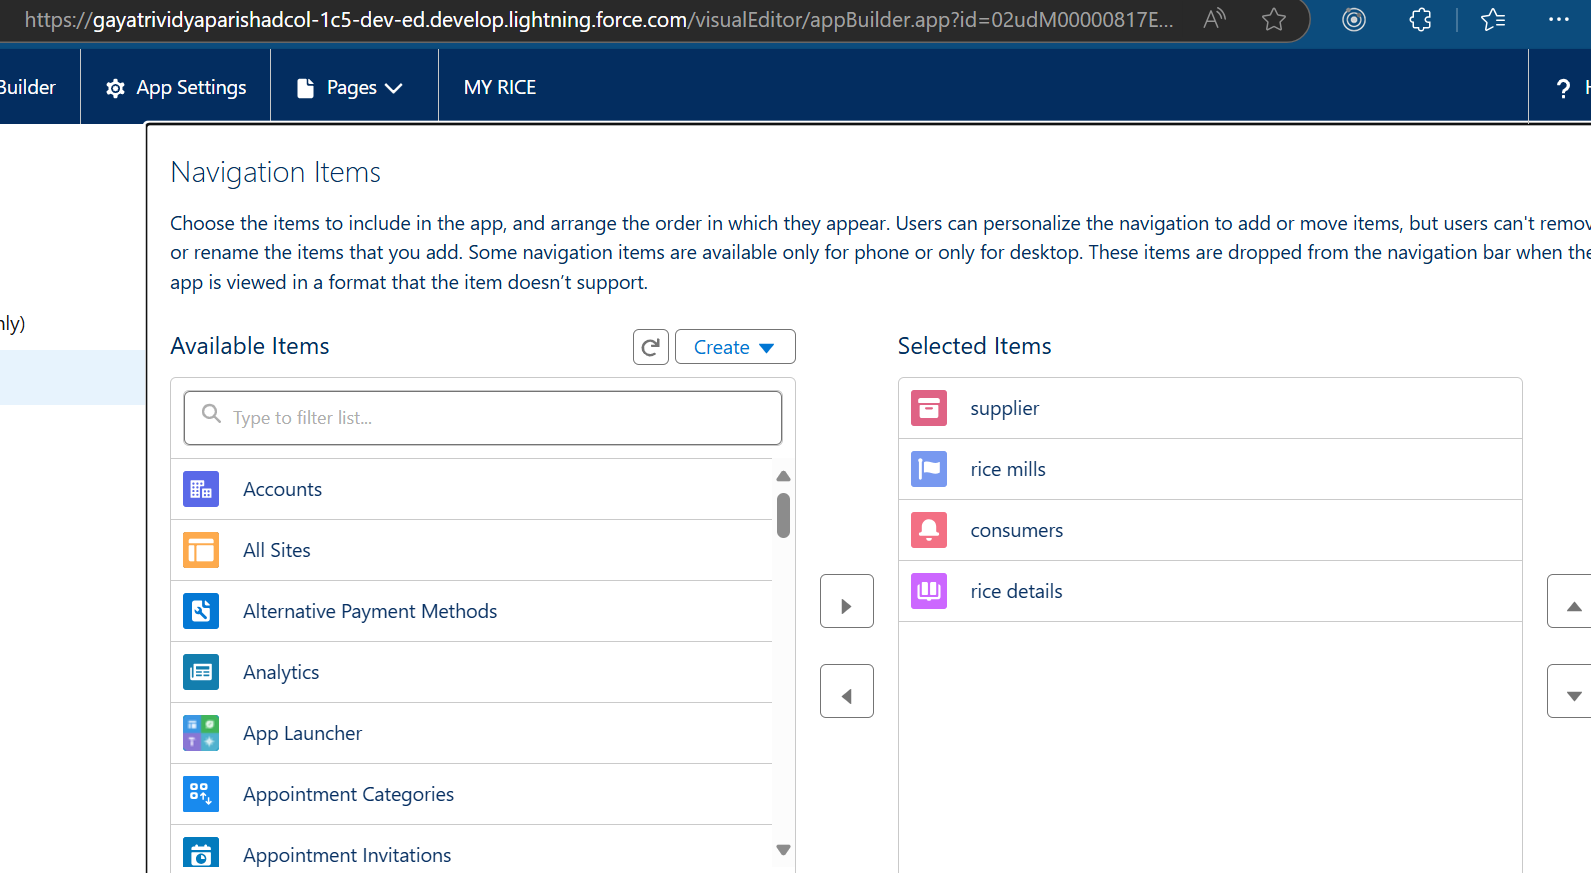 https://gayatrividyaparishadcol-1c5-dev-ed.develop.lightning.force.com/visualEditor/appBuilder.app?id=02udM00000817E...
Builder
App Settings
Pages
MY RICE
?
Navigation Items
Choose the items to include in the app, and arrange the order in which they appear. Users can personalize the navigation to add or move items, but users can't remov
or rename the items that you add. Some navigation items are available only for phone or only for desktop. These items are dropped from the navigation bar when the
app is viewed in a format that the item doesn’t support.
nly)
Available Items
Create
Selected Items
Type to filter list...
Accounts
All Sites
Alternative Payment Methods
Analytics
App Launcher
Appointment Categories
Appointment Invitations
supplier
rice mills
consumers
rice details